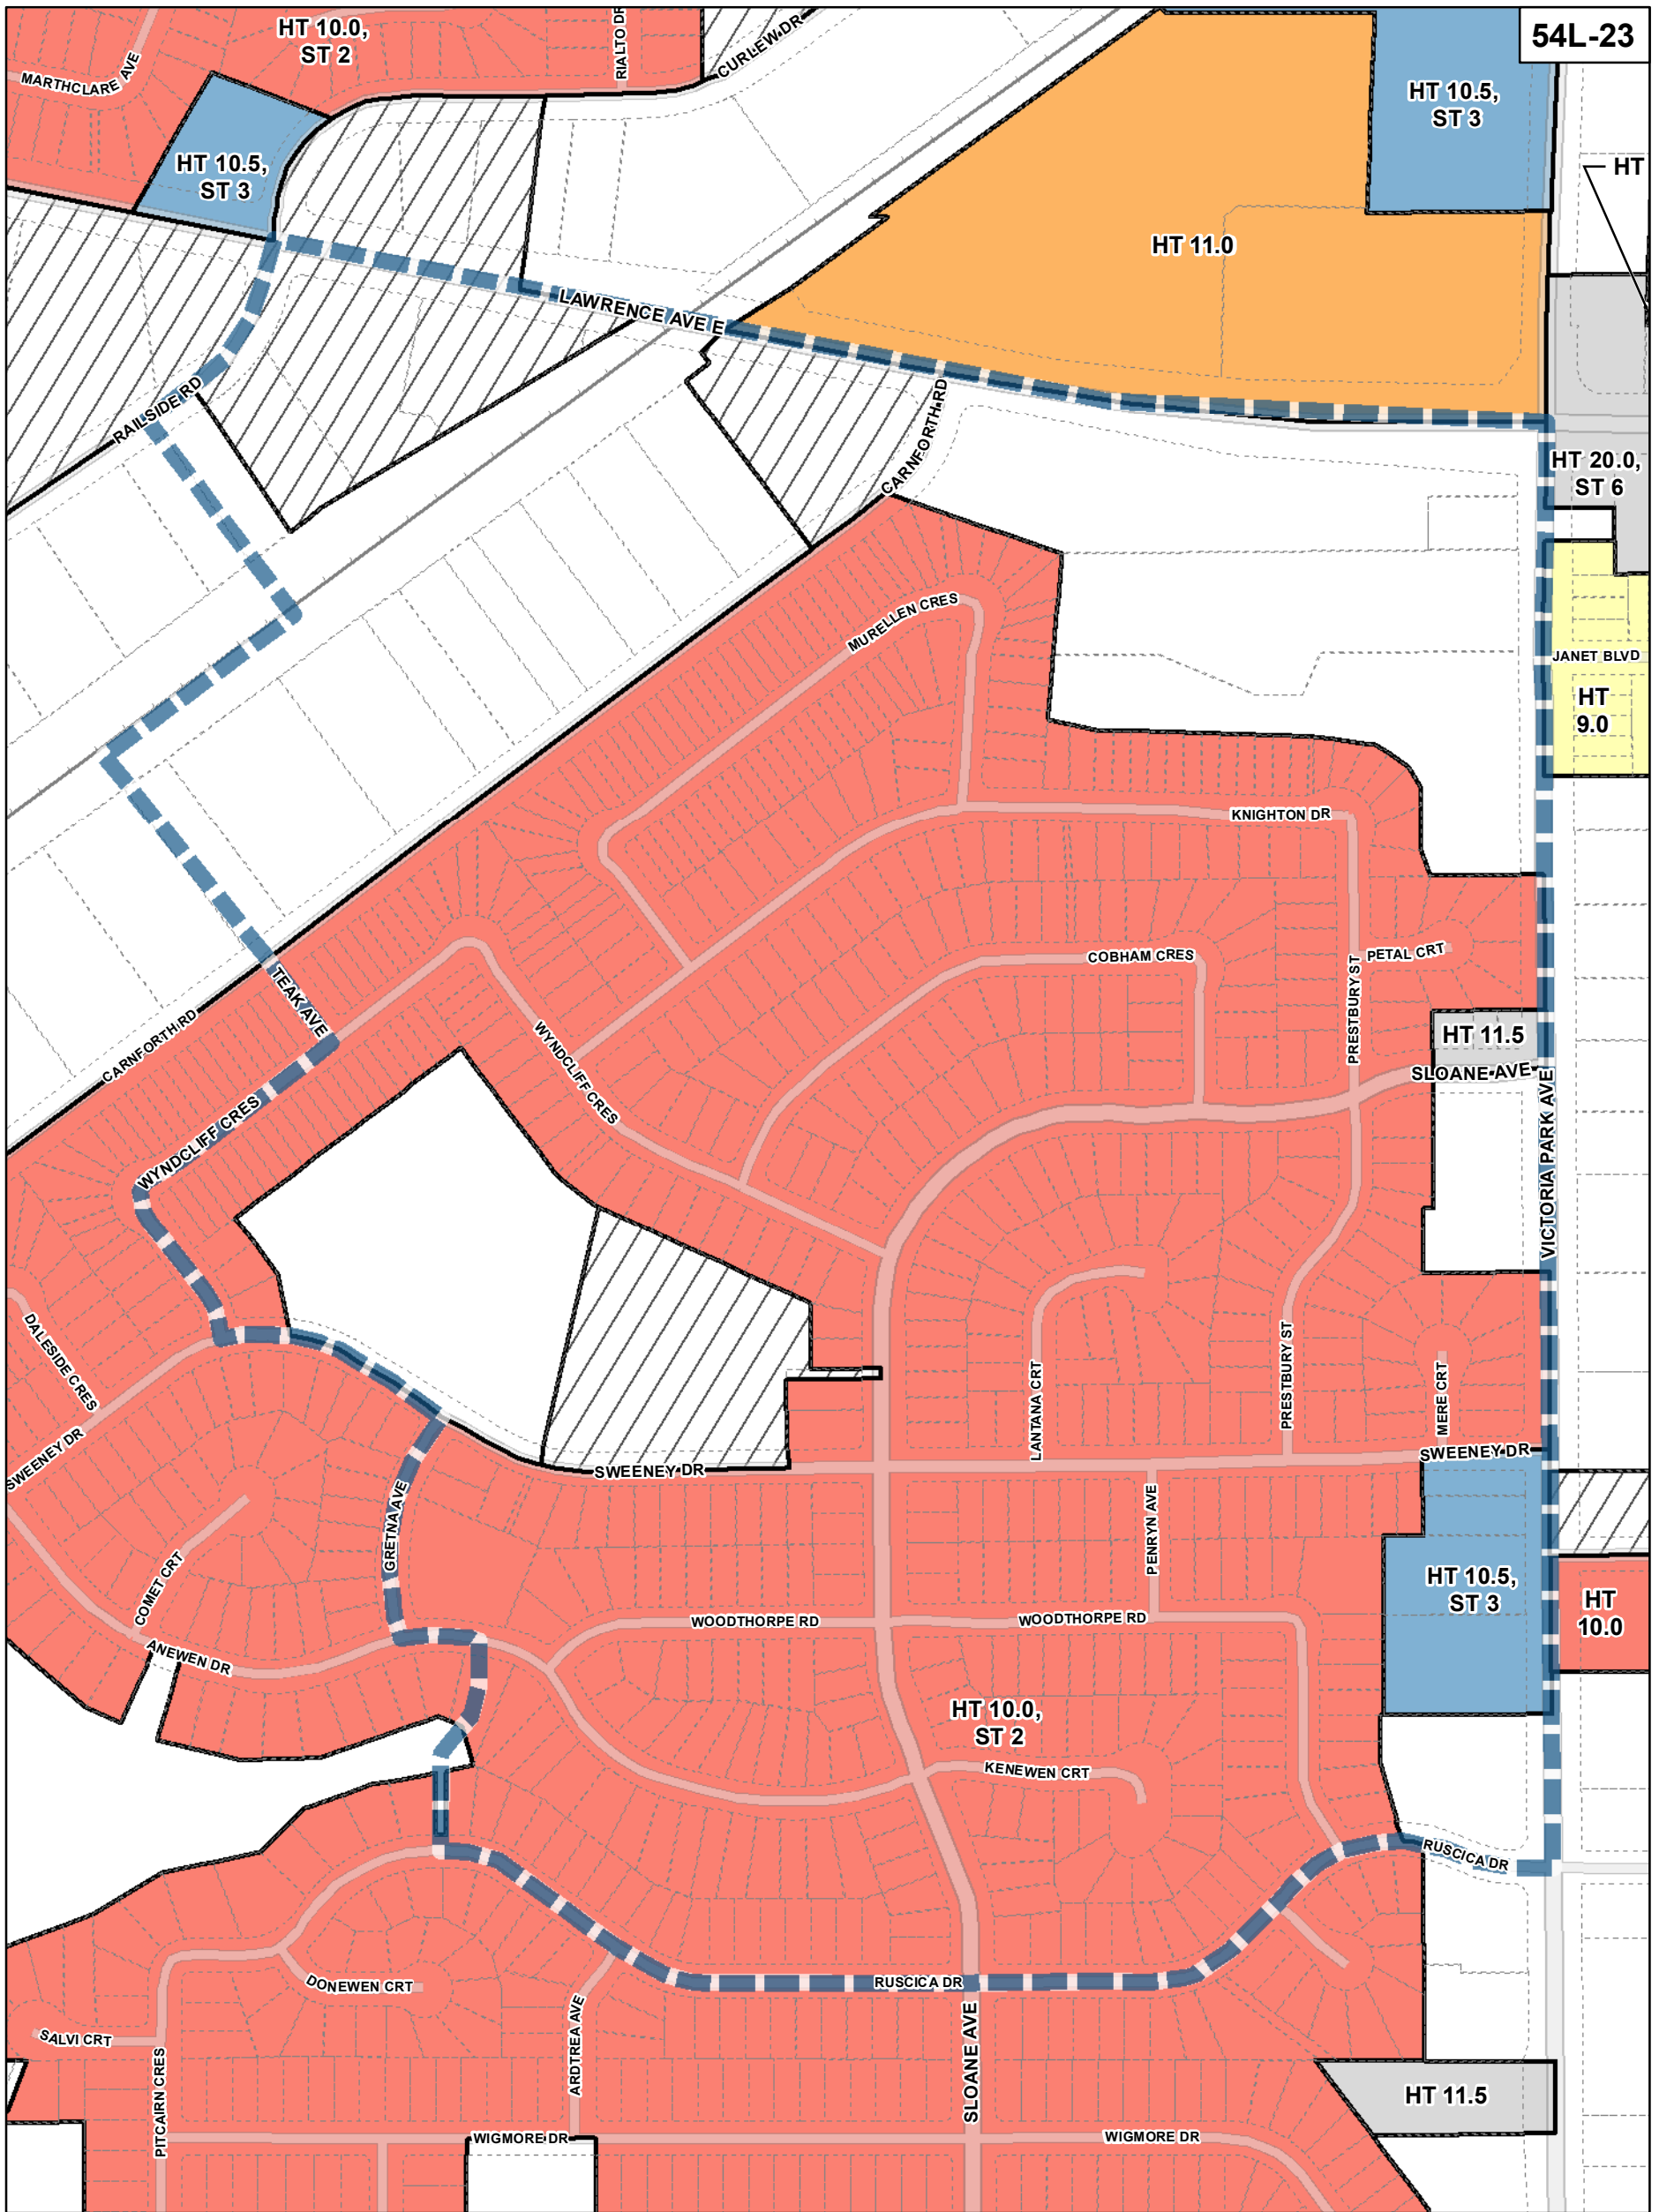 54L-23
HT 10.0,
ST 2
RIALTO DR
CURLEW DR
MARTHCLARE AVE
HT 10.5,
ST 3
HT 10.5,
ST 3
HT
HT 11.0
LAWRENCE AVE E
RAILSIDE RD
CARNFORTH RD
HT 20.0,
ST 6
MURELLEN CRES
JANET BLVD
HT
9.0
KNIGHTON DR
COBHAM CRES
PETAL CRT
PRESTBURY ST
TEAK AVE
CARNFORTH RD
WYNDCLIFF CRES
HT 11.5
SLOANE AVE
WYNDCLIFF CRES
VICTORIA PARK AVE
DALESIDE CRES
LANTANA CRT
PRESTBURY ST
MERE CRT
SWEENEY DR
SWEENEY DR
SWEENEY DR
GRETNA AVE
PENRYN AVE
COMET CRT
HT 10.5,
ST 3
HT
10.0
WOODTHORPE RD
WOODTHORPE RD
ANEWEN DR
HT 10.0,
ST 2
KENEWEN CRT
RUSCICA DR
DONEWEN CRT
RUSCICA DR
SALVI CRT
ARDTREA AVE
SLOANE AVE
PITCAIRN CRES
HT 11.5
WIGMORE DR
WIGMORE DR